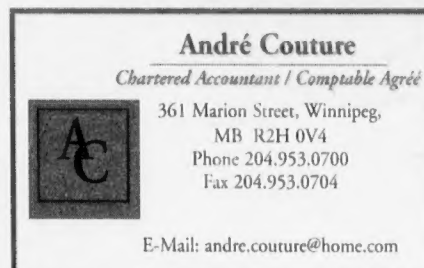 André Couture
Chartered Accountant / Comptable Agréé
AC
361 Marion Street, Winnipeg,
MB R2H 0V4
Phone 204.953.0700
Fax 204.953.0704
E-Mail: andre.couture@home.com